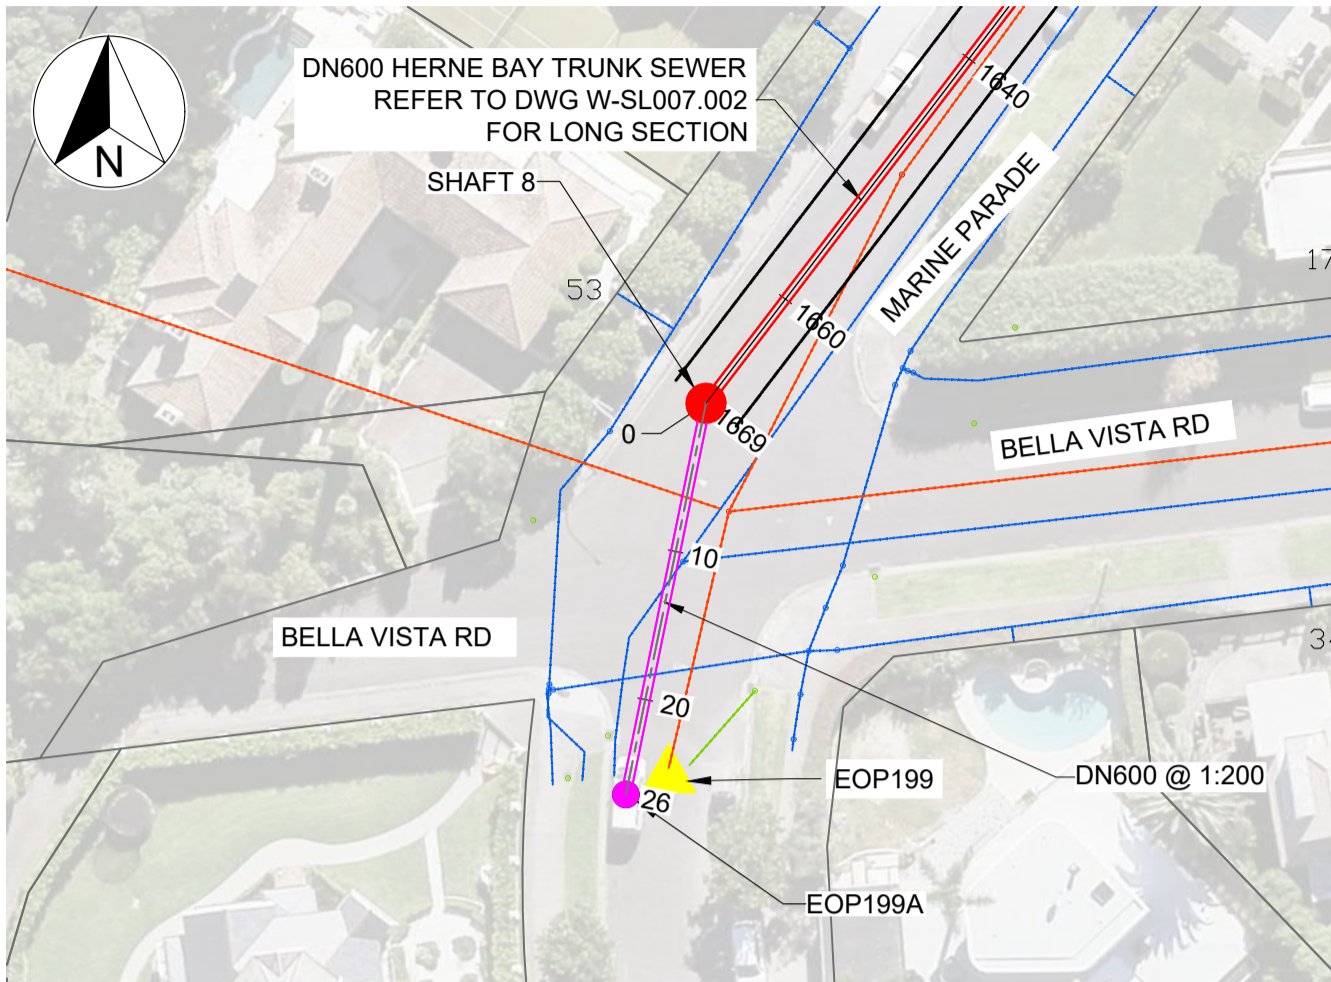 DN600 HERNE BAY TRUNK SEWER
REFER TO DWG W-SL007.002
FOR LONG SECTION
1640
N
SHAFT 8
MARINE PARADE
17
53
1660
0
1669
BELLA VISTA RD
10
BELLA VISTA RD
20
EOP199
DN600 @ 1:200
26
EOP199A